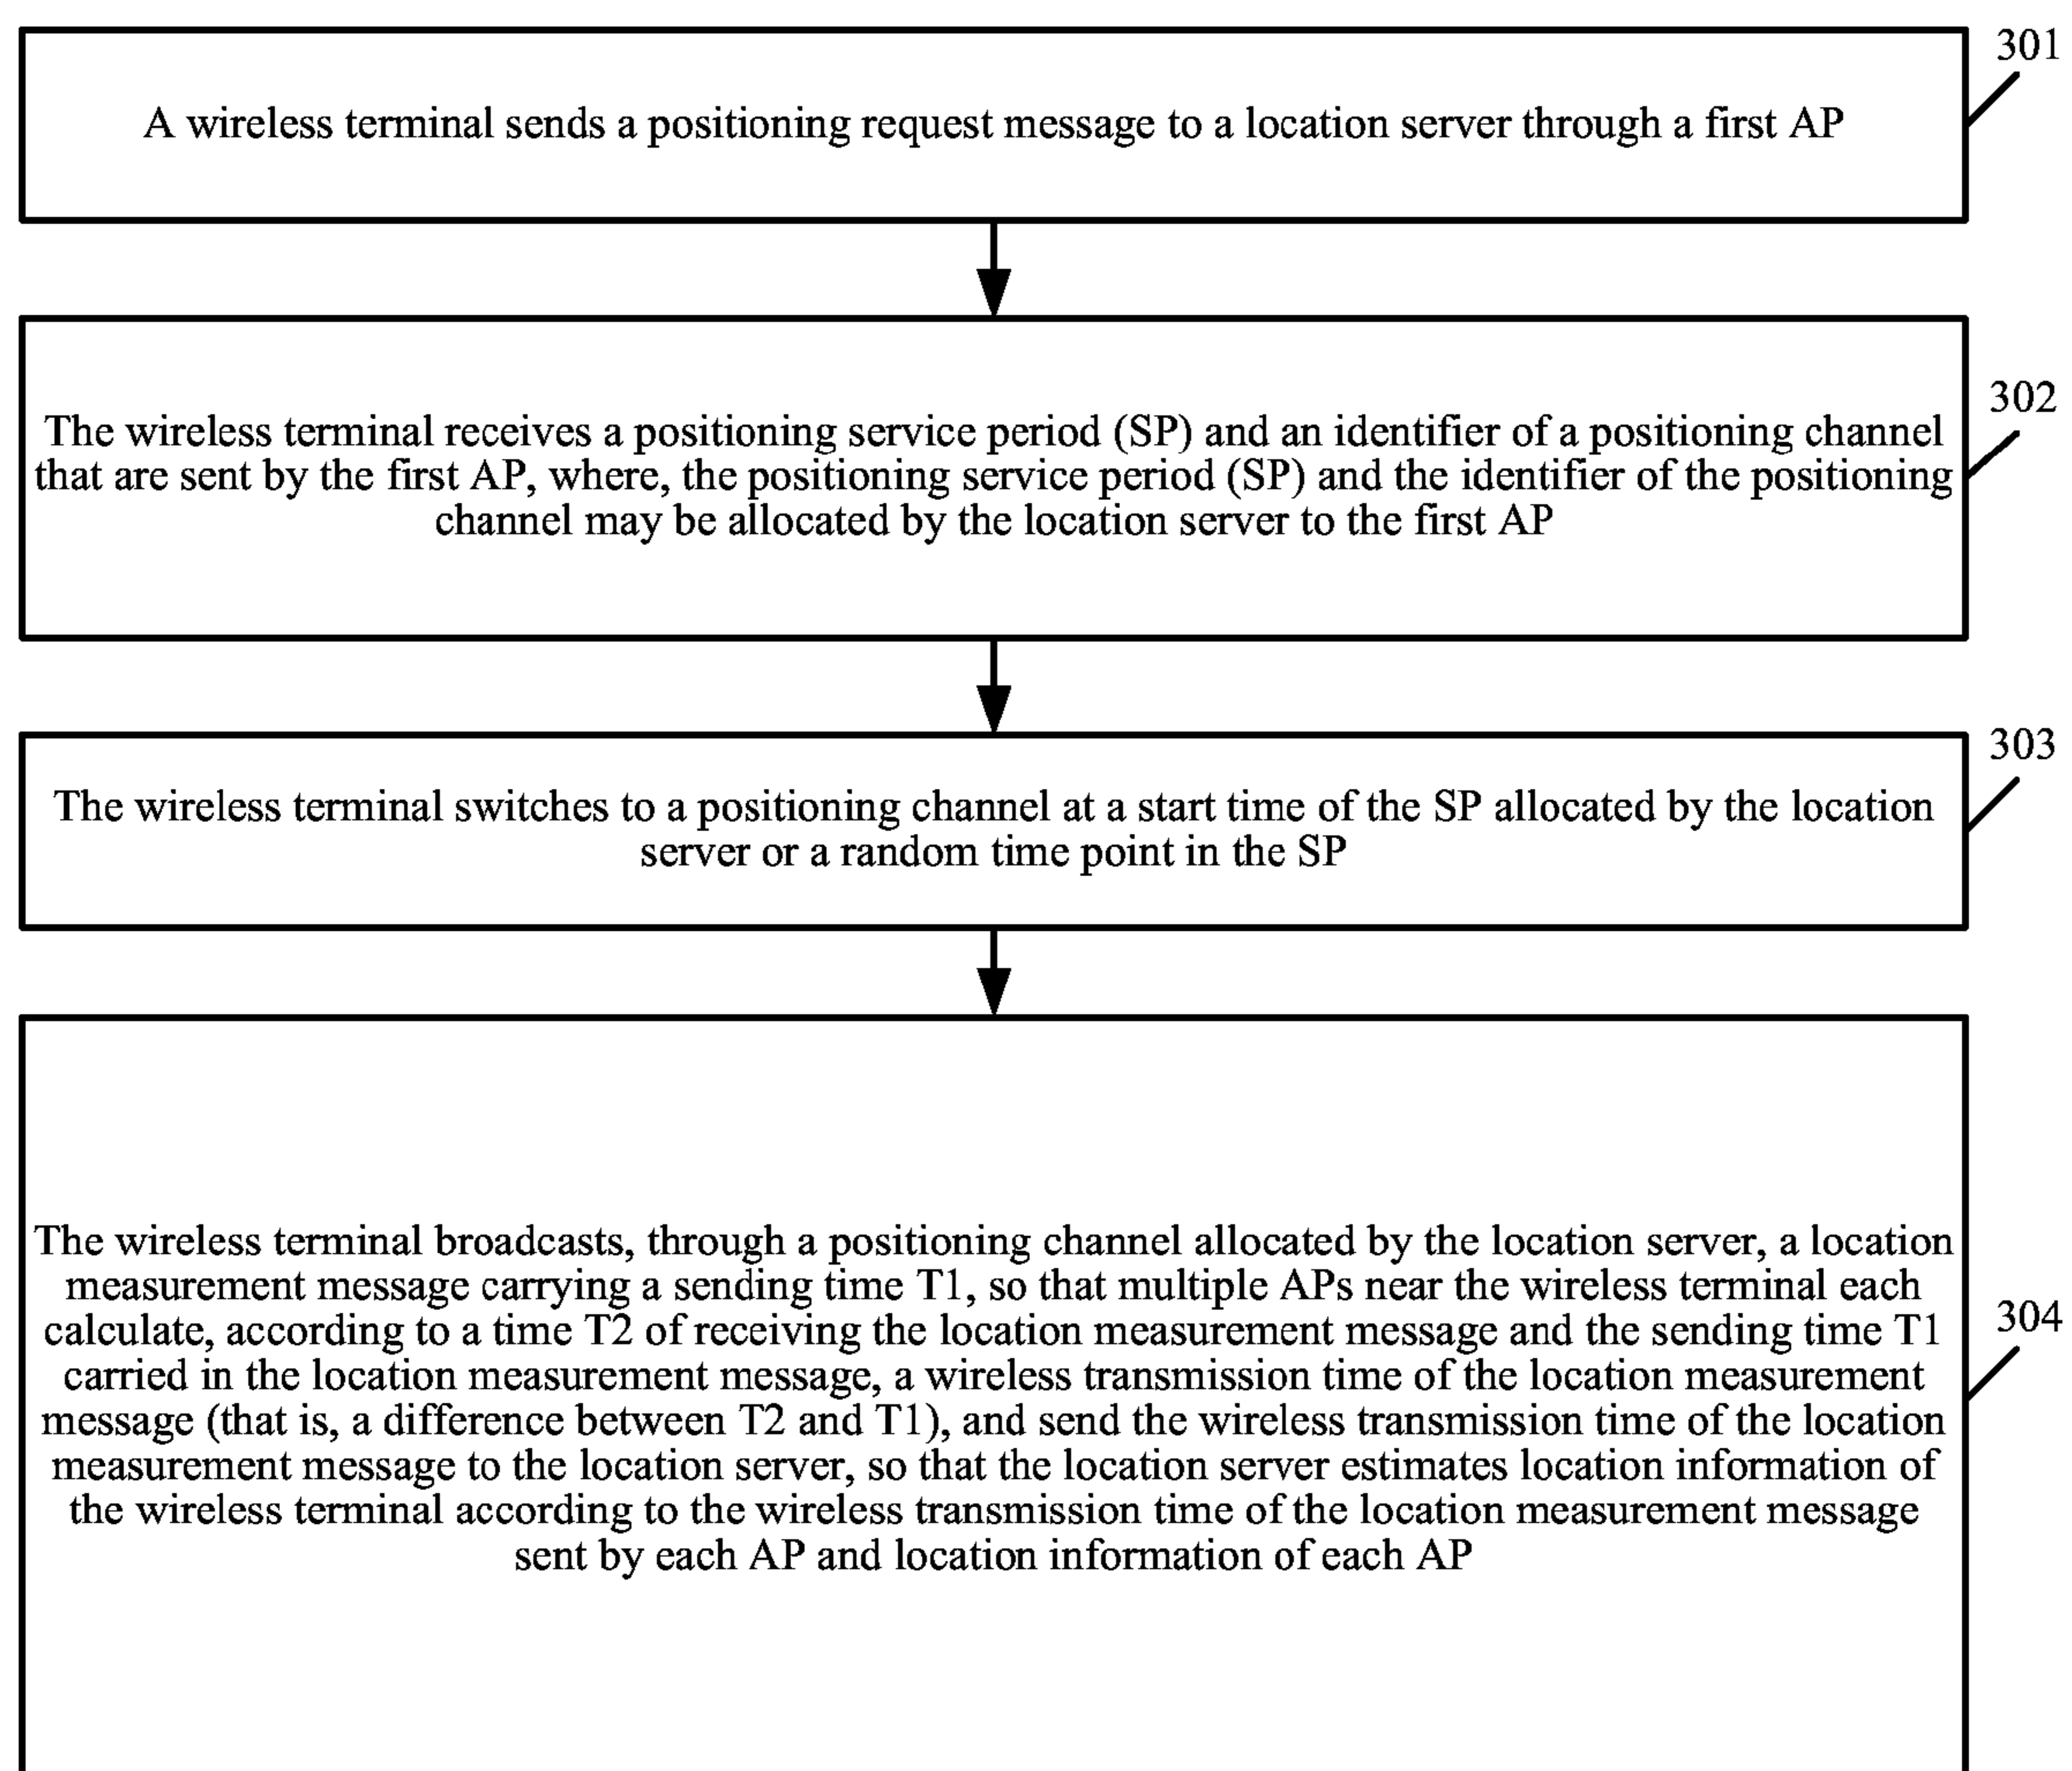 301
A wireless terminal sends a positioning request message to a location server through a first AP
302
The wireless terminal receives a positioning service period (SP) and an identifier of a positioning channel
that are sent by the first AP, where, the positioning service period (SP) and the identifier of the positioning
channel may be allocated by the location server to the first AP
303
The wireless terminal switches to a positioning channel at a start time of the SP allocated by the location
server or a random time point in the SP
304
The wireless terminal broadcasts, through a positioning channel allocated by the location server, a location
measurement message carrying a sending time T1, so that multiple APs near the wireless terminal each
calculate, according to a time T2 of receiving the location measurement message and the sending time T1
carried in the location measurement message, a wireless transmission time of the location measurement
message (that is, a difference between T2 and T1), and send the wireless transmission time of the location
measurement message to the location server, so that the location server estimates location information of
the wireless terminal according to the wireless transmission time of the location measurement message
sent by each AP and location information of each AP